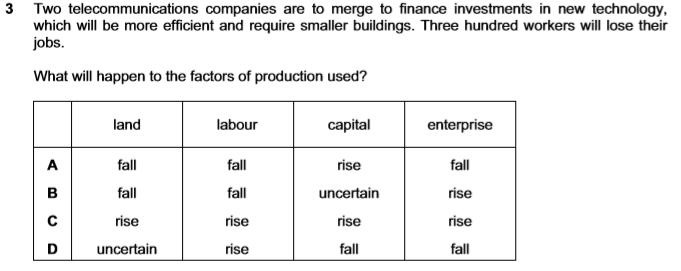 3 Two telecommunications companies are to merge to finance investments in new technology,
which will be more efficient and require smaller buildings. Three hundred workers will lose their
jobs.
What will happen to the factors of production used?
land labour capital enterprise
A fall fall rise fall
B fall fall uncertain rise
C rise rise rise rise
D uncertain rise fall fall